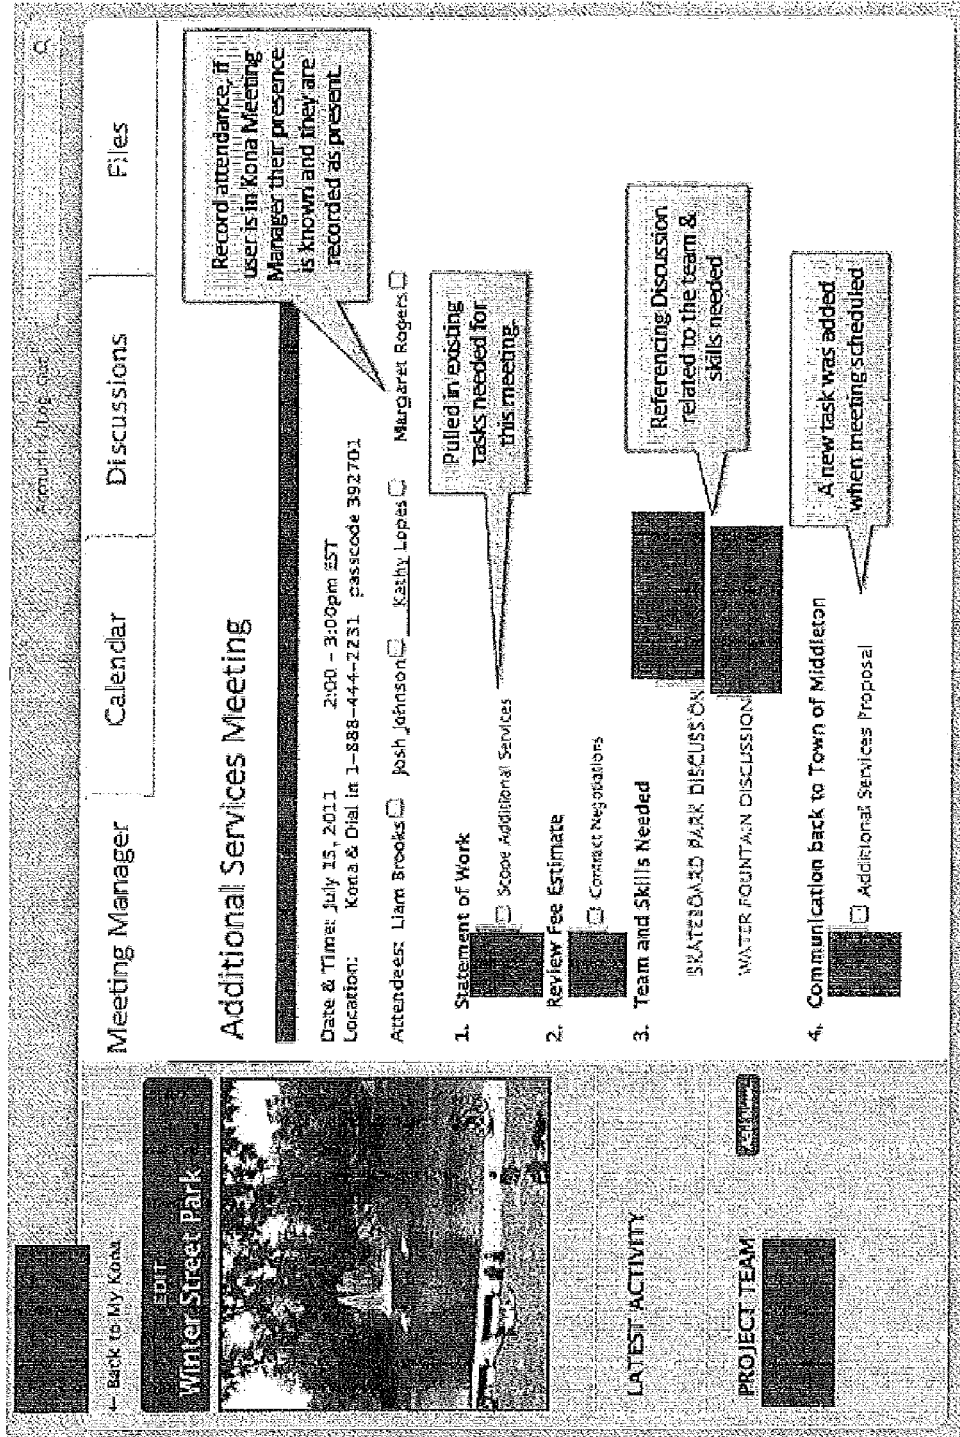 Account | Log Out
← Back to My Kona
EDIT
Winter Street Park
LATEST ACTIVITY
PROJECT TEAM
Meeting Manager
Calendar
Discussions
Files
Additional Services Meeting
Date & Time: July 15, 2011 2:00 - 3:00pm EST
Location: Kona & Dial in 1-888-444-2231 passcode 392701
Attendees: Liam Brooks Josh Johnson Kathy Lopes Margaret Rogers
Record attendance, if
user is in Kona Meeting
Manager their presence
is known and they are
recorded as present.
1. Statement of Work
Scope Additional Services
Pulled in existing
tasks needed for
this meeting.
2. Review Fee Estimate
Contract Negotiations
3. Team and Skills Needed
SKATEBOARD PARK DISCUSSION
WATER FOUNTAIN DISCUSSION
Referencing Discussion
related to the team &
skills needed
4. Communication back to Town of Middleton
Additional Services Proposal
A new task was added
when meeting scheduled